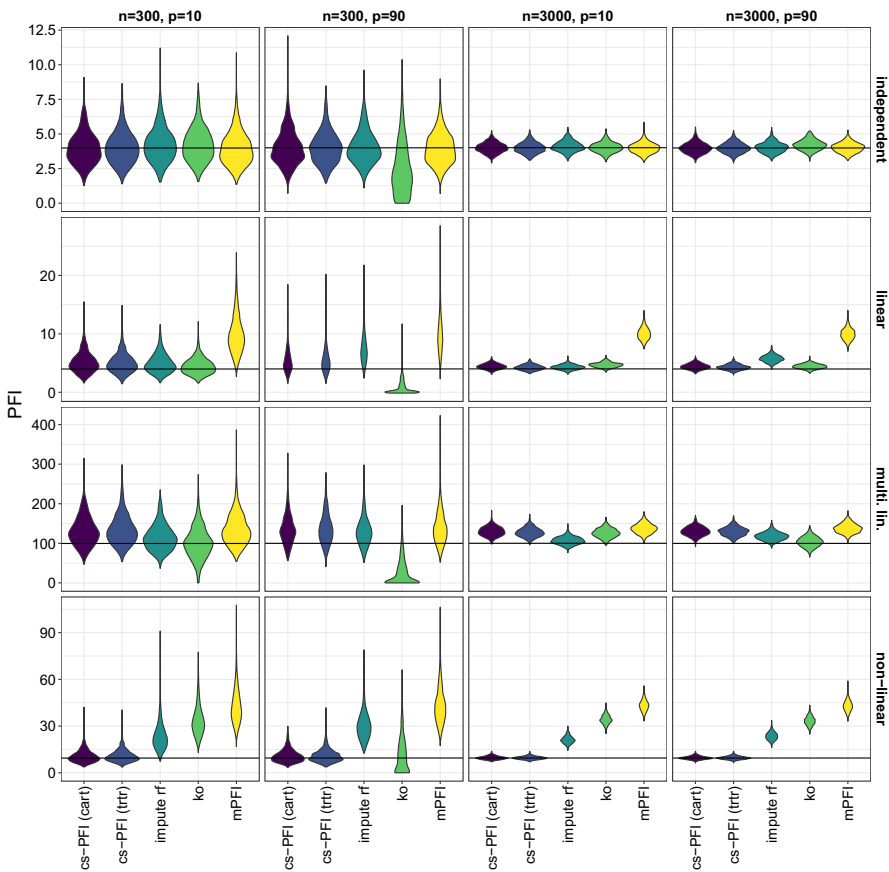 n=300, p=10
n=300, p=90
n=3000, p=10
n=3000, p=90
PFI
12.5
10.0
7.5
5.0
2.5
0.0
independent
20
10
0
linear
400
300
200
100
0
multi. lin.
90
60
30
0
non−linear
cs−PFI (cart)
cs−PFI (trtr)
impute rf
ko
mPFI
cs−PFI (cart)
cs−PFI (trtr)
impute rf
ko
mPFI
cs−PFI (cart)
cs−PFI (trtr)
impute rf
ko
mPFI
cs−PFI (cart)
cs−PFI (trtr)
impute rf
ko
mPFI